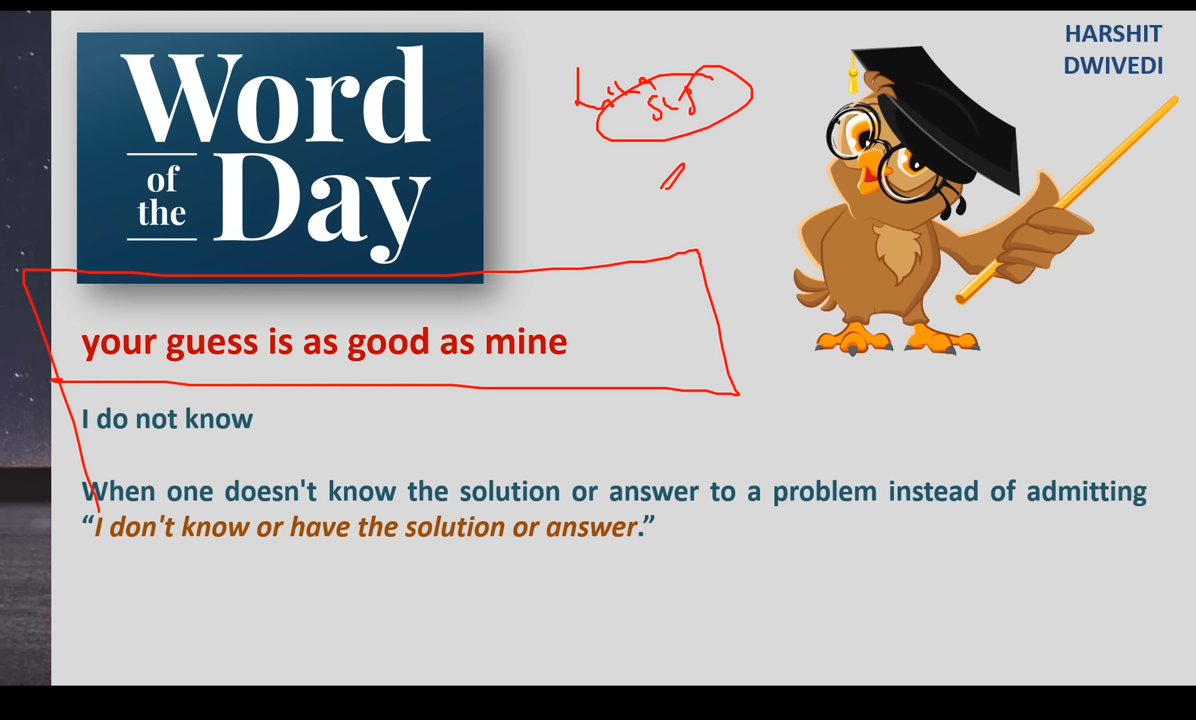 Word
of
the
Day
HARSHIT
DWIVEDI
your guess is as good as mine
I do not know
When one doesn't know the solution or answer to a problem instead of admitting
“I don't know or have the solution or answer.”